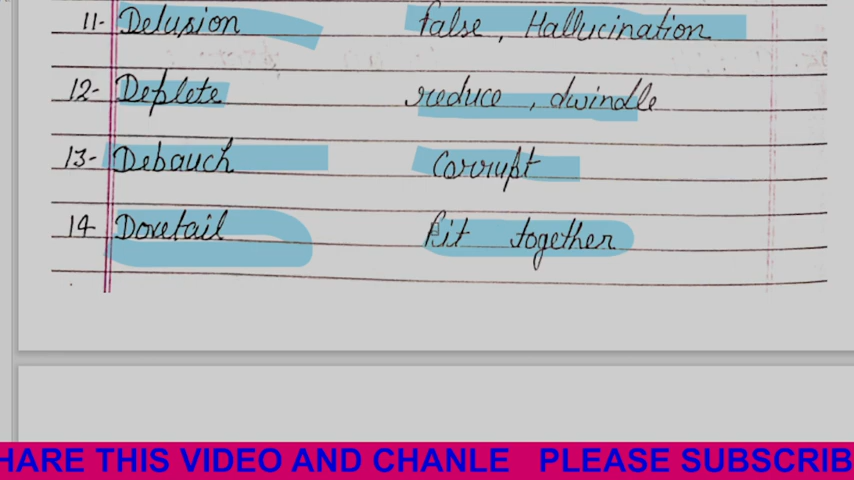 11- Delusion false, Hallucination
12- Deplete reduce, dwindle
13- Debauch Corrupt
14 Dovetail Fit together
HARE THIS VIDEO AND CHANLE PLEASE SUBSCRIB